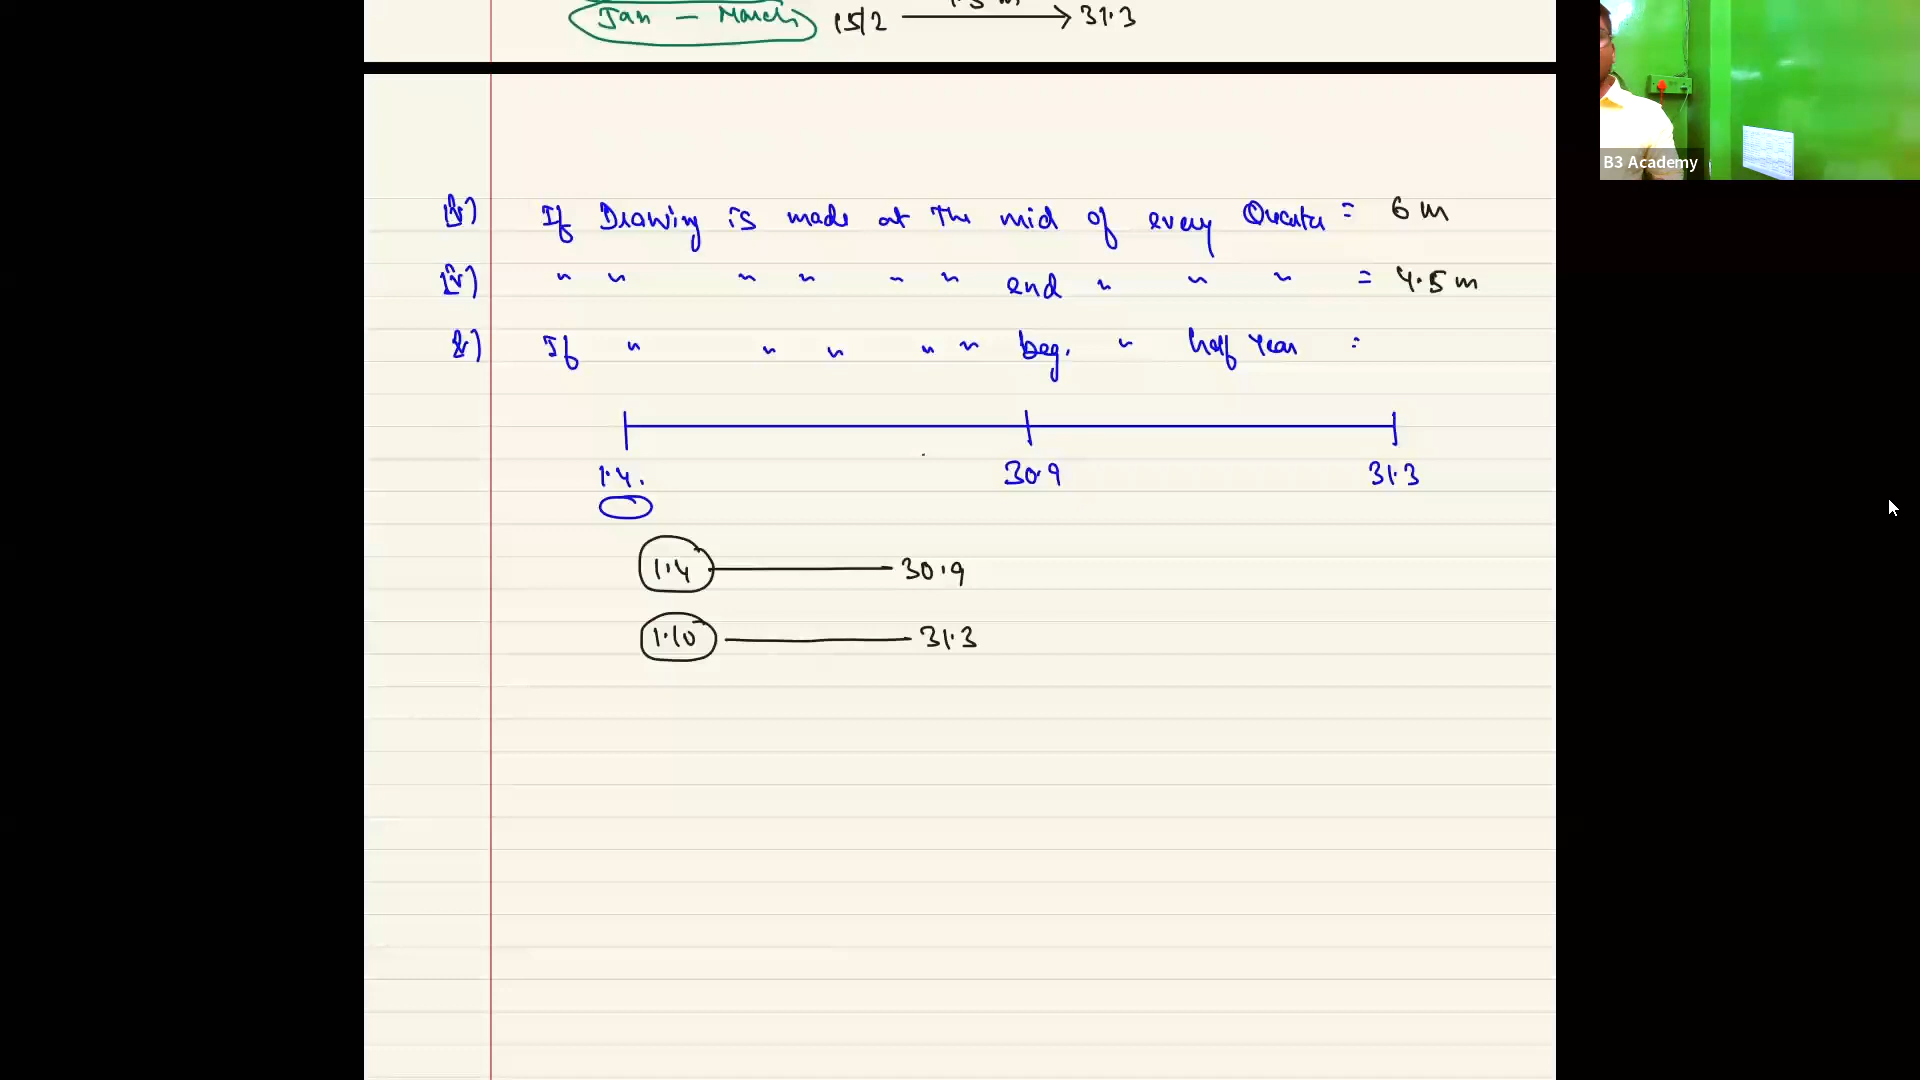 Jan - March 15/2 → 31.3
If Drawing is made at the mid of every Quarter = 6 m
" " " " " " end " " " = 4.5 m
If " " " " " beg. " half Year =
1.4. 30.9 31.3
1.4 30.9
1.10 31.3
B3 Academy